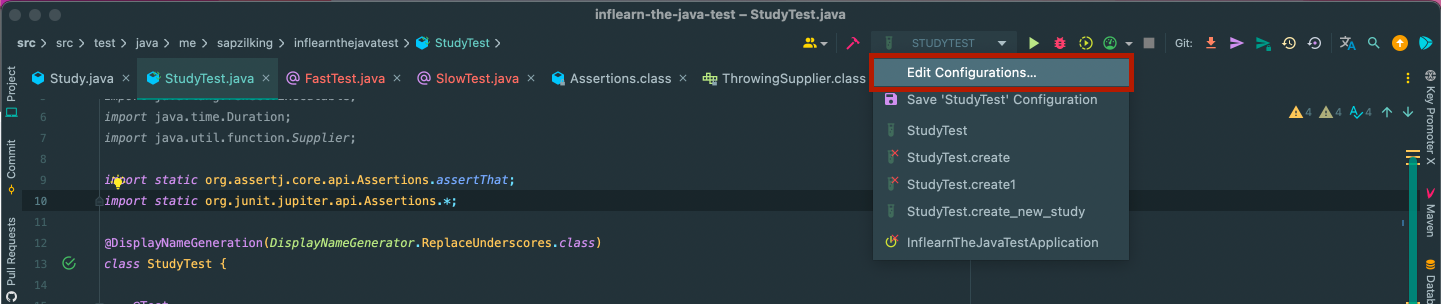 inflearn-the-java-test – StudyTest.java
src > src > test > java > me > sapzilking > inflearnthejavatest > StudyTest >
STUDYTEST
Git:
Study.java
StudyTest.java
FastTest.java
SlowTest.java
Assertions.class
ThrowingSupplier.class
Edit Configurations...
Save 'StudyTest' Configuration
StudyTest
StudyTest.create
StudyTest.create1
StudyTest.create_new_study
InflearnTheJavaTestApplication
4 4 4
6 import java.time.Duration;
7 import java.util.function.Supplier;
8
9 import static org.assertj.core.api.Assertions.assertThat;
10 import static org.junit.jupiter.api.Assertions.*;
11
12 @DisplayNameGeneration(DisplayNameGenerator.ReplaceUnderscores.class)
13 class StudyTest {
14
Project
Commit
Pull Requests
Key Promoter X
Maven